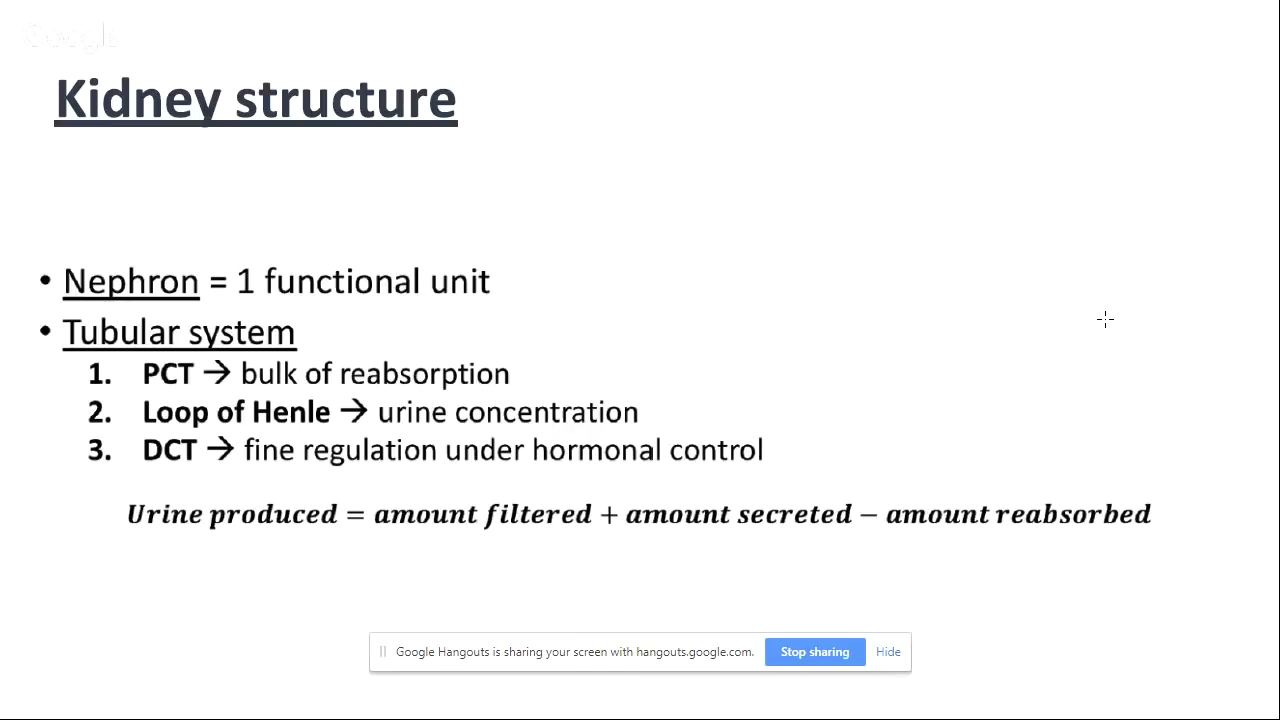 Google
Kidney structure
• Nephron = 1 functional unit
• Tubular system
1. PCT → bulk of reabsorption
2. Loop of Henle → urine concentration
3. DCT → fine regulation under hormonal control
Urine produced = amount filtered + amount secreted − amount reabsorbed
Google Hangouts is sharing your screen with hangouts.google.com. Stop sharing Hide